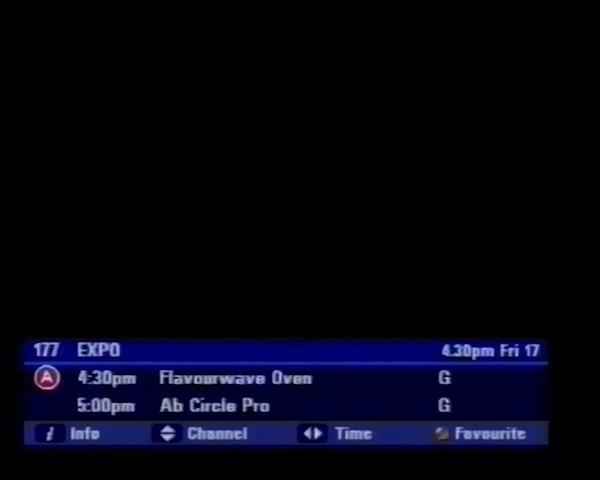 177 EXPO 4.30pm Fri 17
A 4:30pm Flavourwave Oven G
5:00pm Ab Circle Pro G
i Info Channel Time Favourite